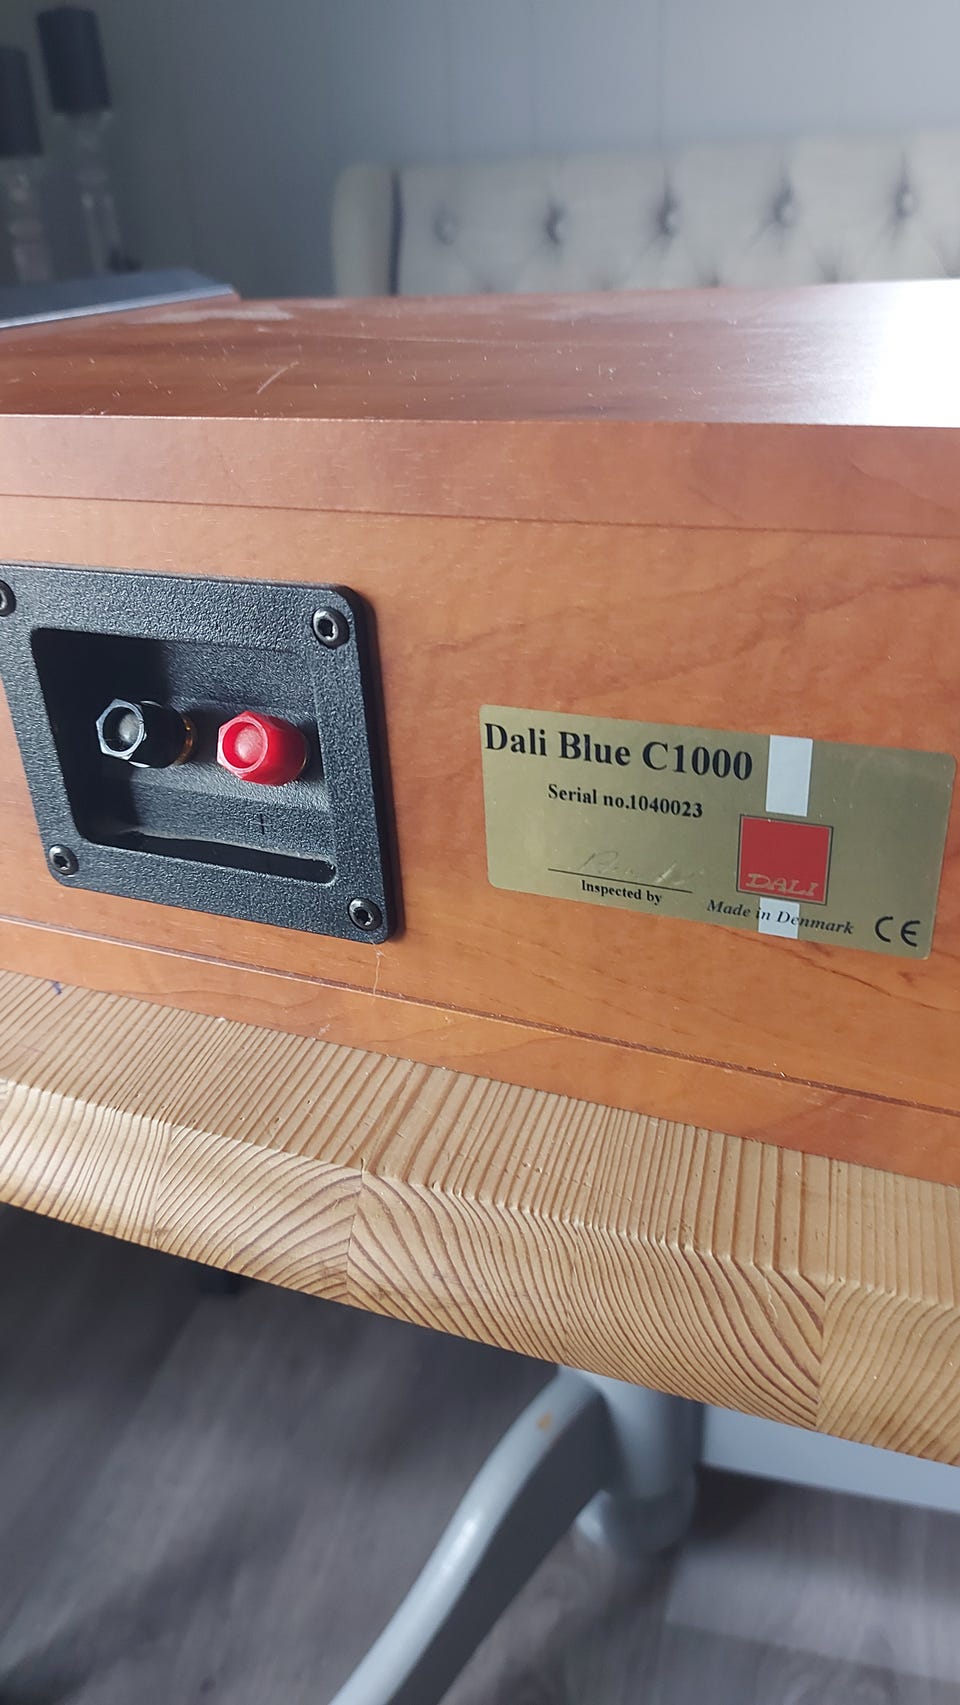 Dali Blue C1000
Serial no.1040023
DALI
Inspected by
Made in Denmark
CE
+